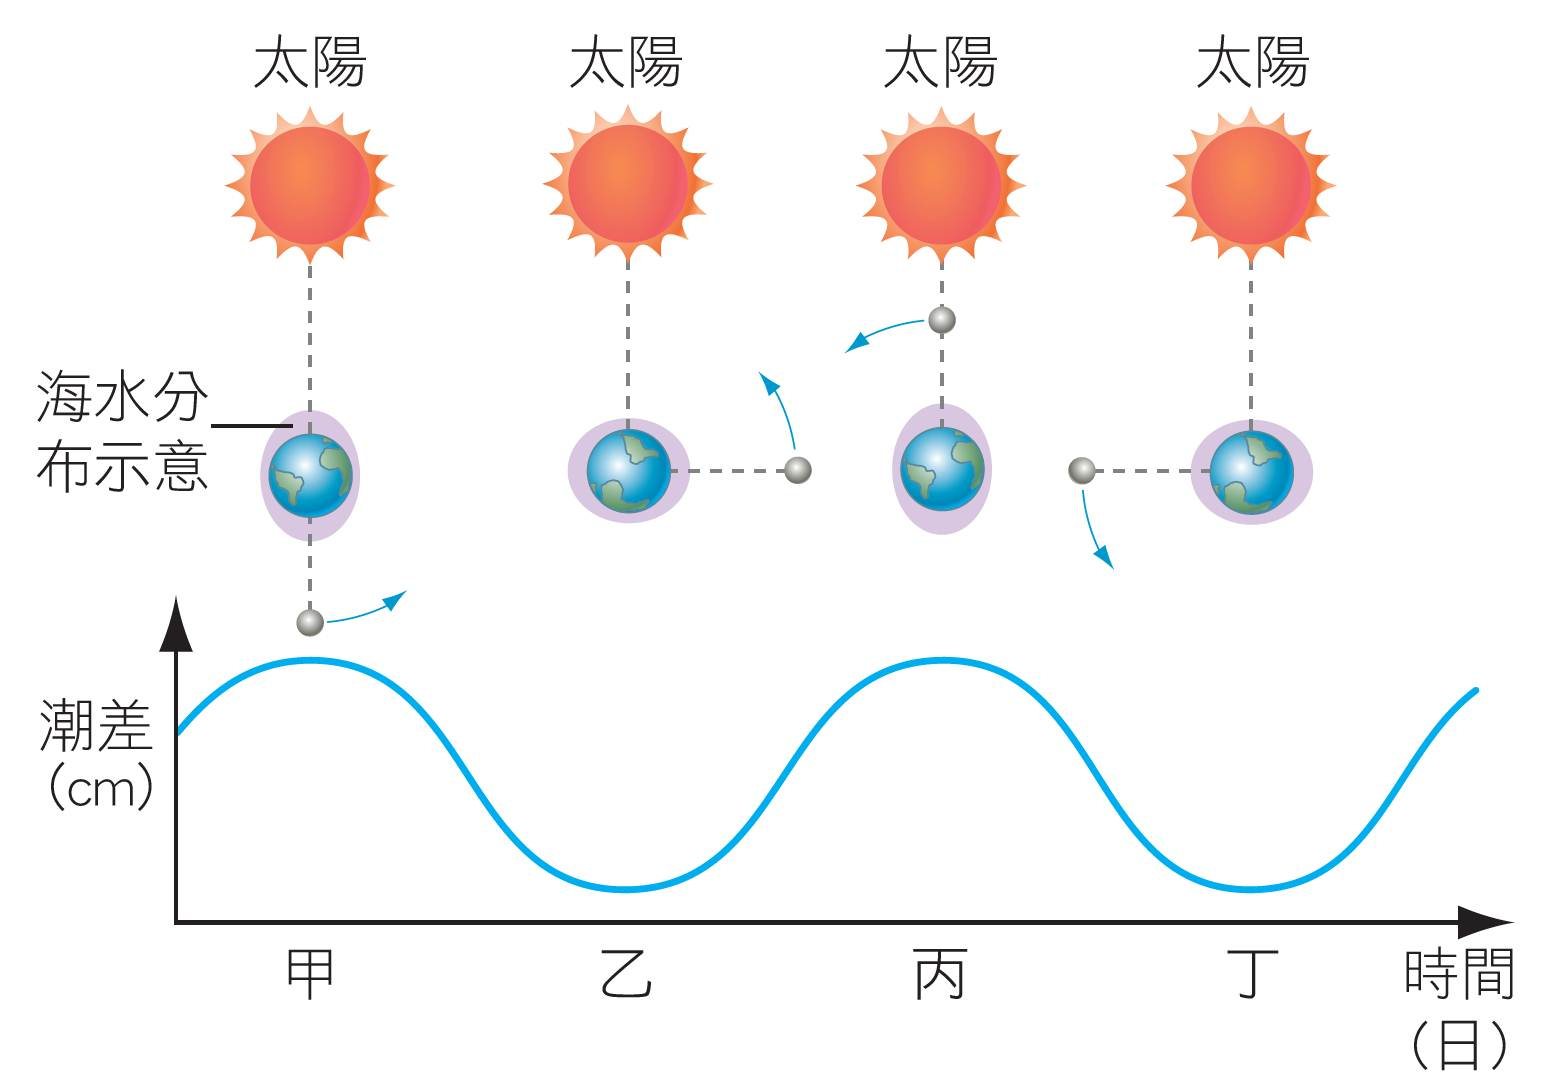 太陽
太陽
太陽
太陽
海水分
布示意
潮差
(cm)
甲
乙
丙
丁
時間
(日)